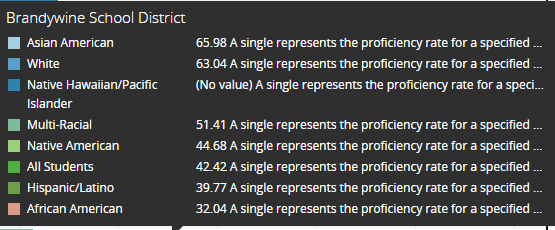 Brandywine School District
Asian American 65.98 A single represents the proficiency rate for a specified ...
White 63.04 A single represents the proficiency rate for a specified ...
Native Hawaiian/Pacific (No value) A single represents the proficiency rate for a speci...
Islander
Multi-Racial 51.41 A single represents the proficiency rate for a specified ...
Native American 44.68 A single represents the proficiency rate for a specified ...
All Students 42.42 A single represents the proficiency rate for a specified ...
Hispanic/Latino 39.77 A single represents the proficiency rate for a specified ...
African American 32.04 A single represents the proficiency rate for a specified ...